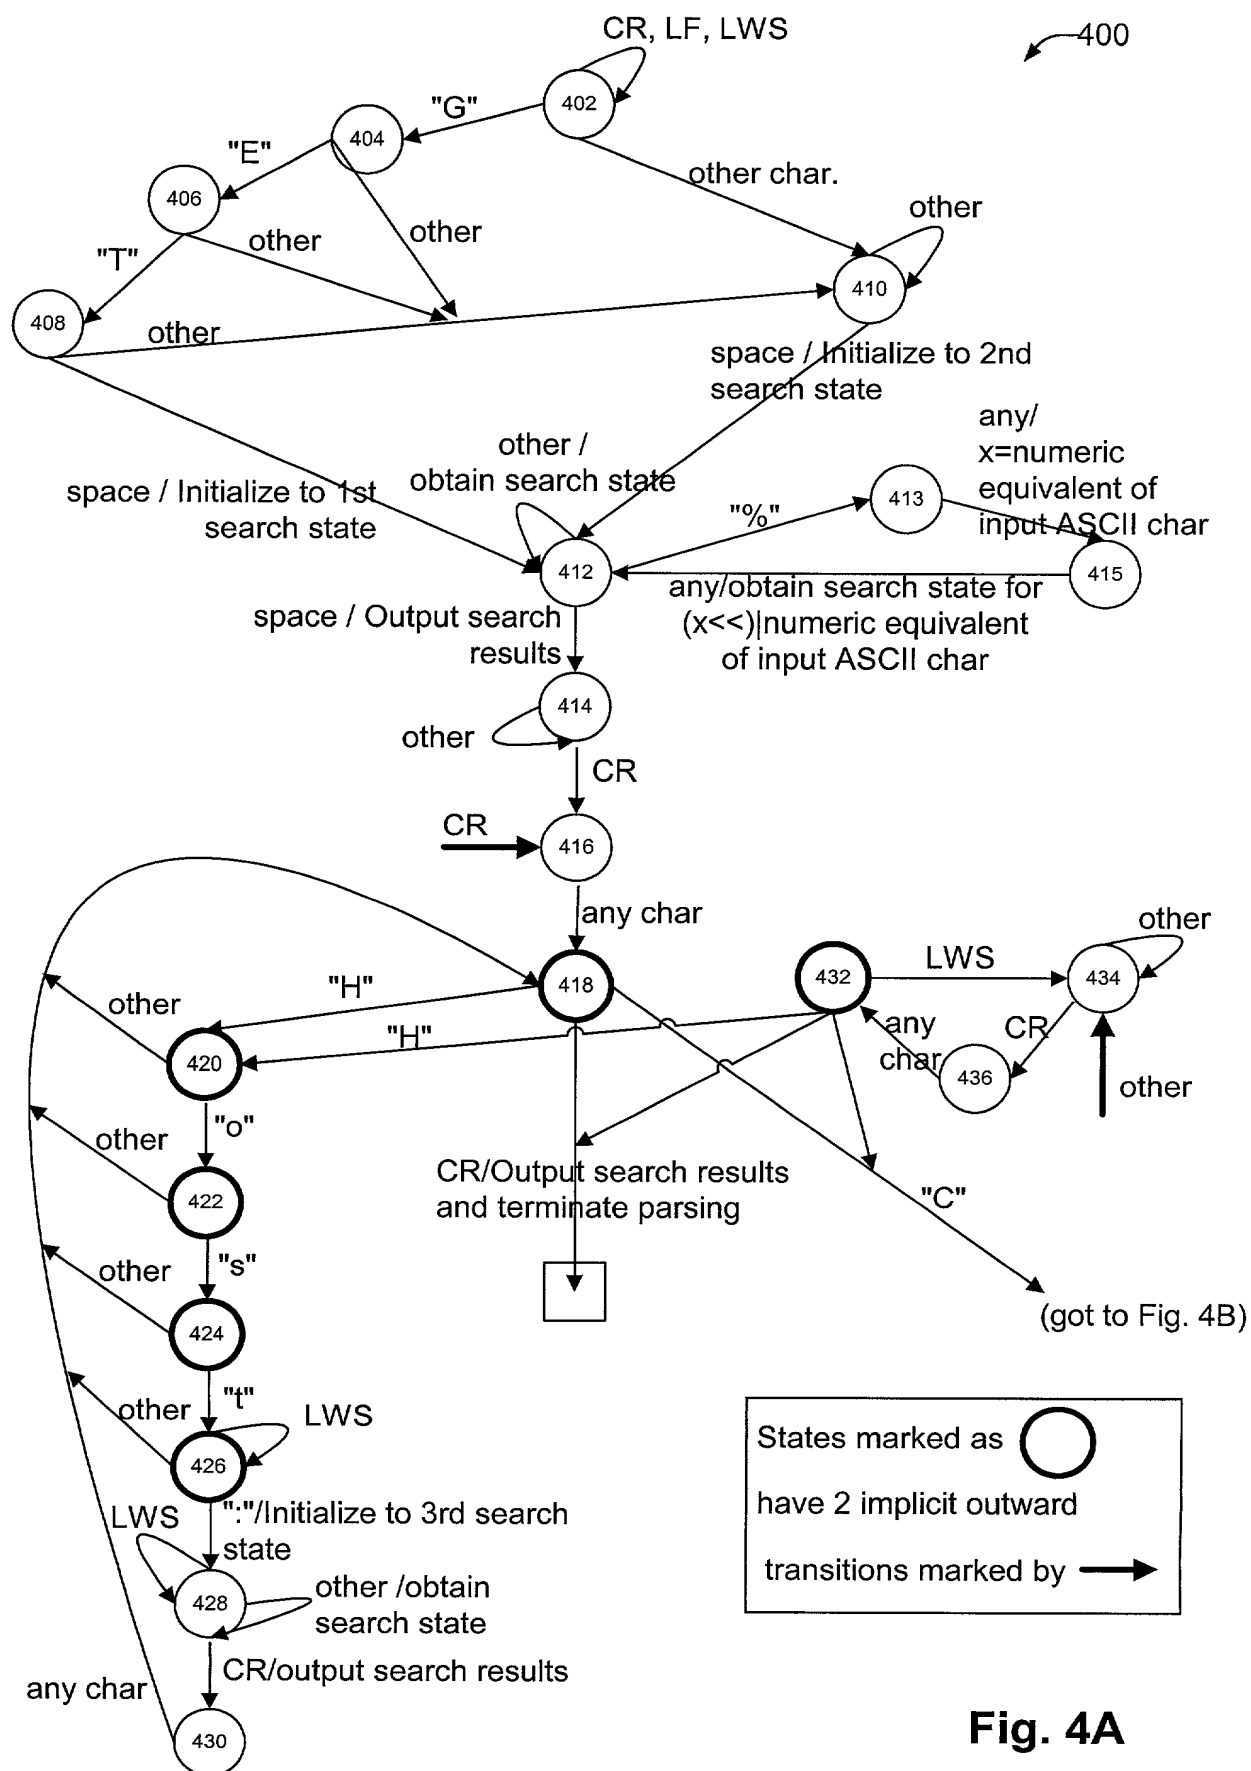 CR, LF, LWS
400
402
"G"
404
"E"
other char.
406
other
other
other
"T"
410
408
other
space / Initialize to 2nd
search state
any/
x=numeric
equivalent of
input ASCII char
other /
obtain search state
space / Initialize to 1st
search state
"%"
413
412
415
any/obtain search state for
(x<<)|numeric equivalent
of input ASCII char
space / Output search
results
414
other
CR
CR
416
any char
other
418
432
LWS
434
"H"
other
"H"
any
char
CR
420
436
other
"o"
other
CR/Output search results
and terminate parsing
"C"
422
"s"
other
(got to Fig. 4B)
424
"t"
other
LWS
States marked as
426
have 2 implicit outward
LWS
":"/Initialize to 3rd search
state
transitions marked by
428
other /obtain
search state
CR/output search results
any char
430
Fig. 4A